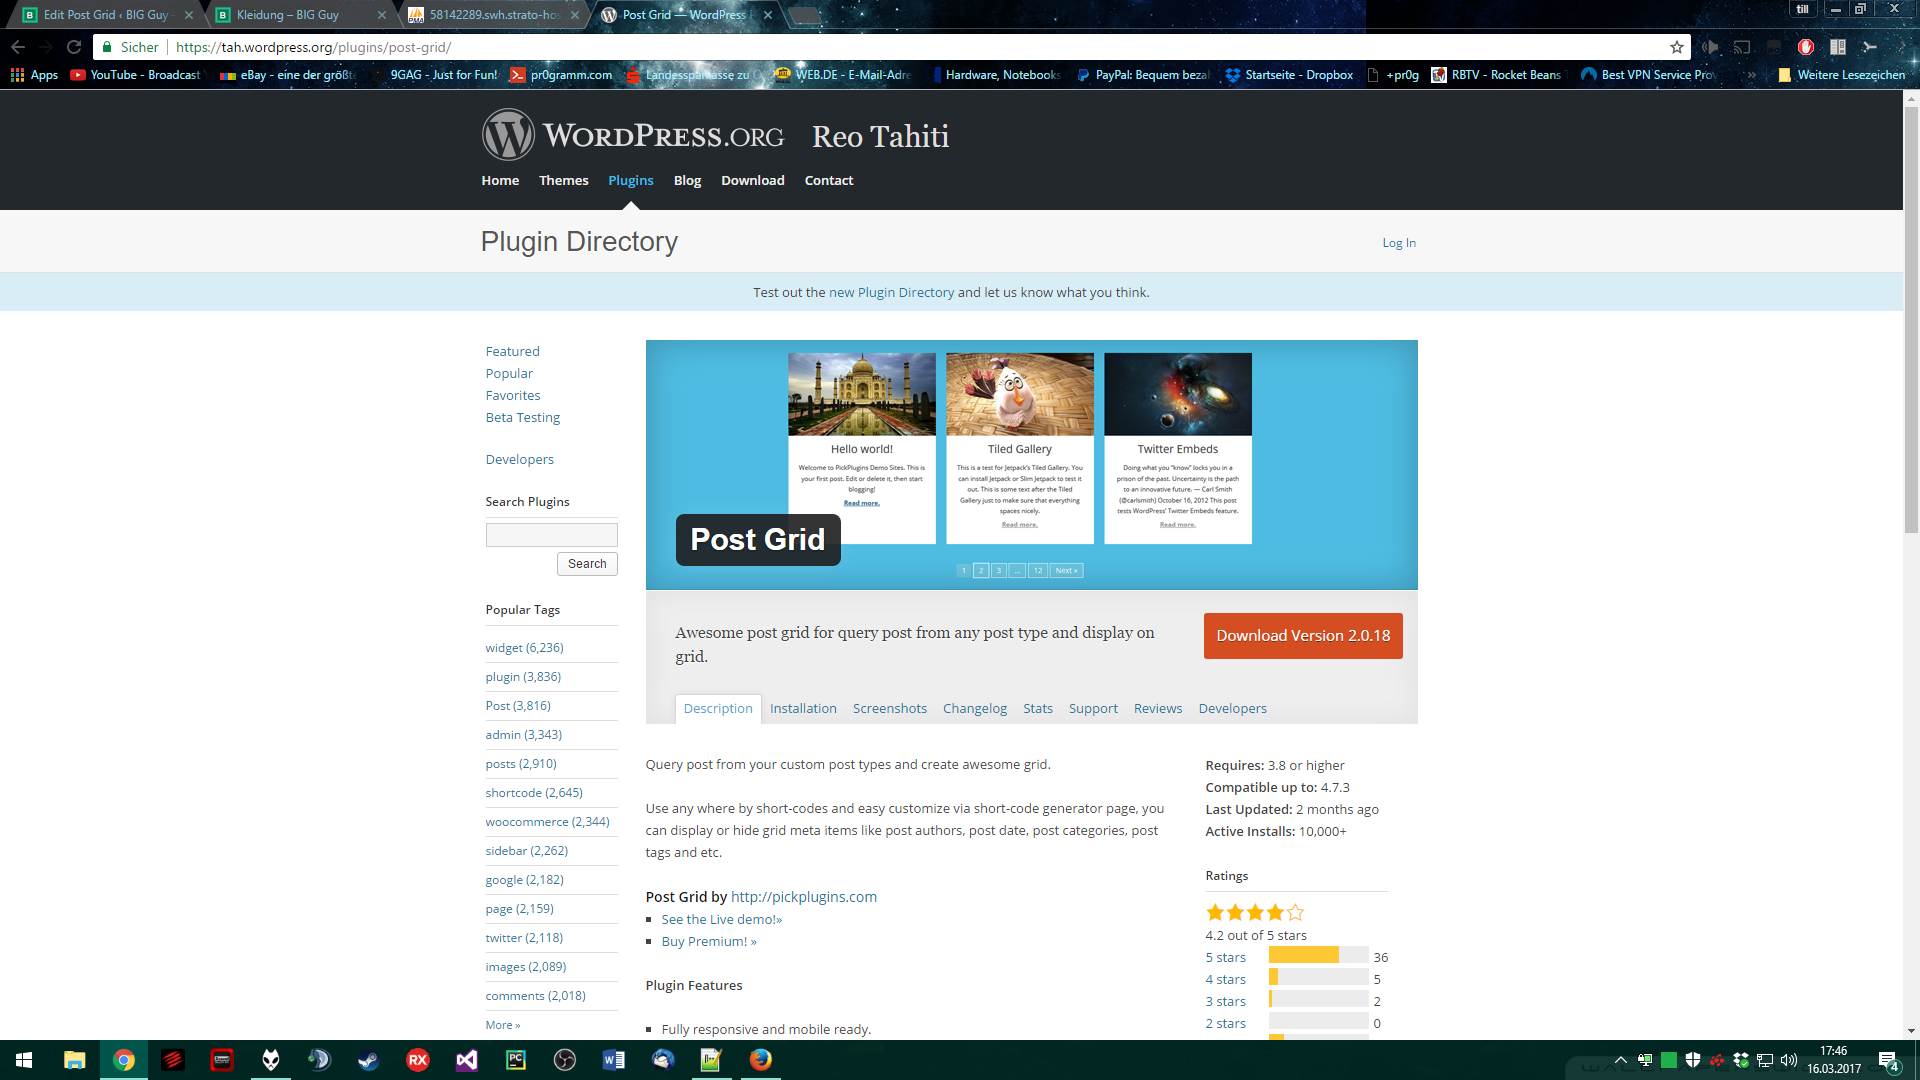 Edit Post Grid ‹ BIG Guy
Kleidung – BIG Guy
58142289.swh.strato-hos
Post Grid — WordPress
till
Sicher
https://tah.wordpress.org/plugins/post-grid/
Apps
YouTube - Broadcast
eBay - eine der größte
9GAG - Just for Fun!
pr0gramm.com
Landessparkasse zu O
WEB.DE - E-Mail-Adre
Hardware, Notebooks
PayPal: Bequem beza
Startseite - Dropbox
+pr0g
RBTV - Rocket Beans
Best VPN Service Pro
»
Weitere Lesezeichen
WORDPRESS.ORG
Reo Tahiti
Home
Themes
Plugins
Blog
Download
Contact
Plugin Directory
Log In
Test out the new Plugin Directory and let us know what you think.
Featured
Popular
Favorites
Beta Testing
Developers
Search Plugins
Search
Popular Tags
widget (6,236)
plugin (3,836)
Post (3,816)
admin (3,343)
posts (2,910)
shortcode (2,645)
woocommerce (2,344)
sidebar (2,262)
google (2,182)
page (2,159)
twitter (2,118)
images (2,089)
comments (2,018)
More »
Hello world!
Welcome to PickPlugins Demo Sites. This is
your first post. Edit or delete it, then start
blogging!
Read more.
Tiled Gallery
This is a test for Jetpack's Tiled Gallery. You
can install Jetpack or Slim Jetpack to test it
out. This is some text after the Tiled
Gallery just to make sure that everything
spaces nicely.
Read more.
Twitter Embeds
Doing what you "know" locks you in a
prison of the past. Uncertainty is the path
to an innovative future. — Carl Smith
(@carlsmith) October 16, 2012 This post
tests WordPress' Twitter Embeds feature.
Read more.
Post Grid
1 2 3 ... 12 Next »
Awesome post grid for query post from any post type and display on
grid.
Download Version 2.0.18
Description
Installation
Screenshots
Changelog
Stats
Support
Reviews
Developers
Query post from your custom post types and create awesome grid.
Use any where by short-codes and easy customize via short-code generator page, you
can display or hide grid meta items like post authors, post date, post categories, post
tags and etc.
Post Grid by http://pickplugins.com
See the Live demo!»
Buy Premium! »
Plugin Features
Fully responsive and mobile ready.
Requires: 3.8 or higher
Compatible up to: 4.7.3
Last Updated: 2 months ago
Active Installs: 10,000+
Ratings
4.2 out of 5 stars
5 stars 36
4 stars 5
3 stars 2
2 stars 0
RX
PC
17:46
16.03.2017
4